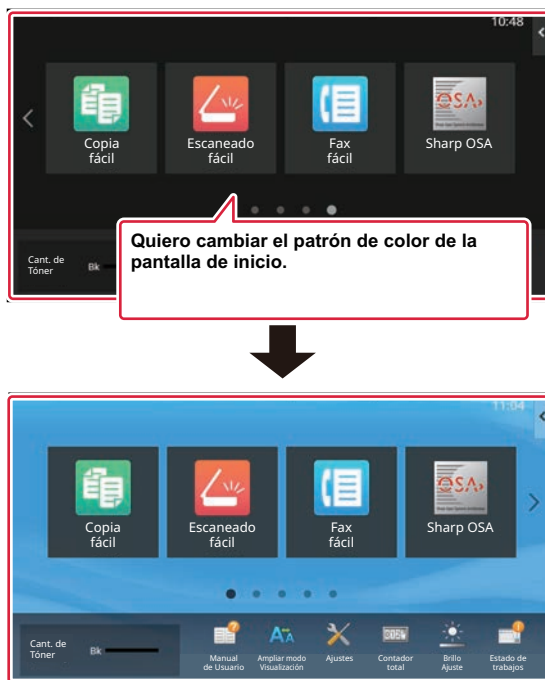 10:48
Copia
fácil
Escaneado
fácil
Fax
fácil
OSA
Sharp OSA
Cant. de
Tóner
Bk
Quiero cambiar el patrón de color de la
pantalla de inicio.
11:04
Copia
fácil
Escaneado
fácil
Fax
fácil
OSA
Sharp OSA
Cant. de
Tóner
Bk
Manual
de Usuario
Ampliar modo
Visualización
Ajustes
Contador
total
Brillo
Ajuste
Estado de
trabajos